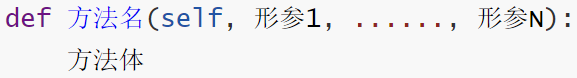 def 方法名(self, 形参1, ......, 形参N):
    方法体